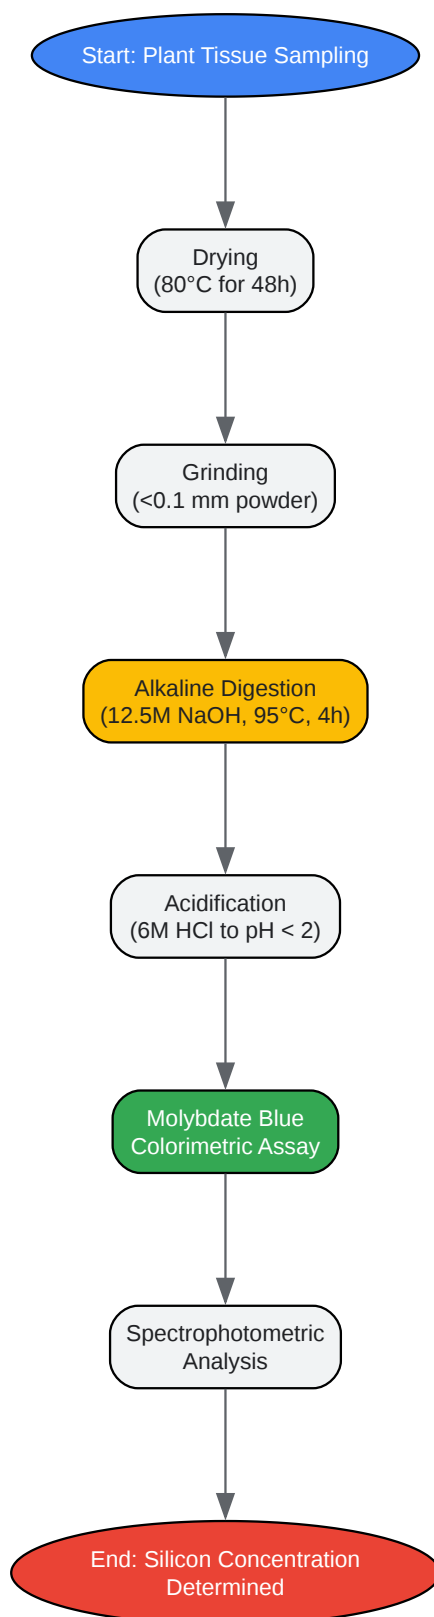 Start: Plant Tissue Sampling
Drying
(80°C for 48h)
Grinding
(<0.1 mm powder)
Alkaline Digestion
(12.5M NaOH, 95°C, 4h)
Acidification
(6M HCl to pH < 2)
Molybdate Blue
Colorimetric Assay
Spectrophotometric
Analysis
End: Silicon Concentration
Determined